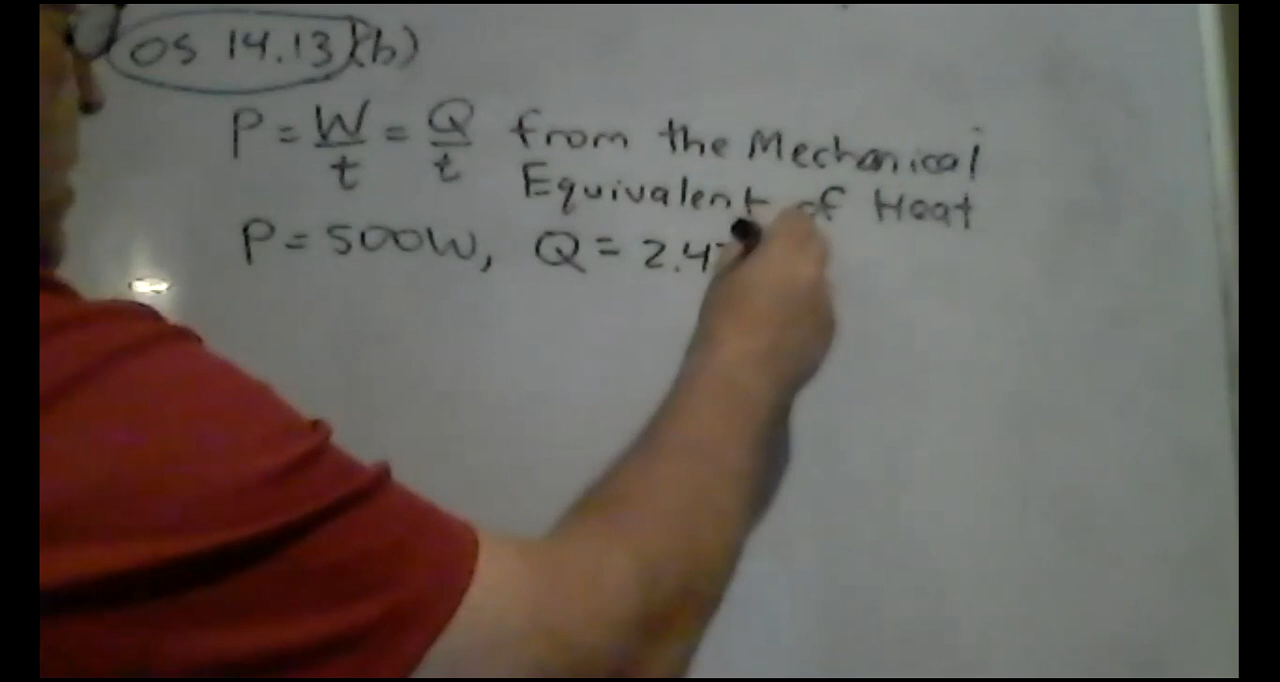 OS 14.13 (b)
P = W/t = Q/t from the Mechanical
Equivalent of Heat
P = 500W, Q = 2.4